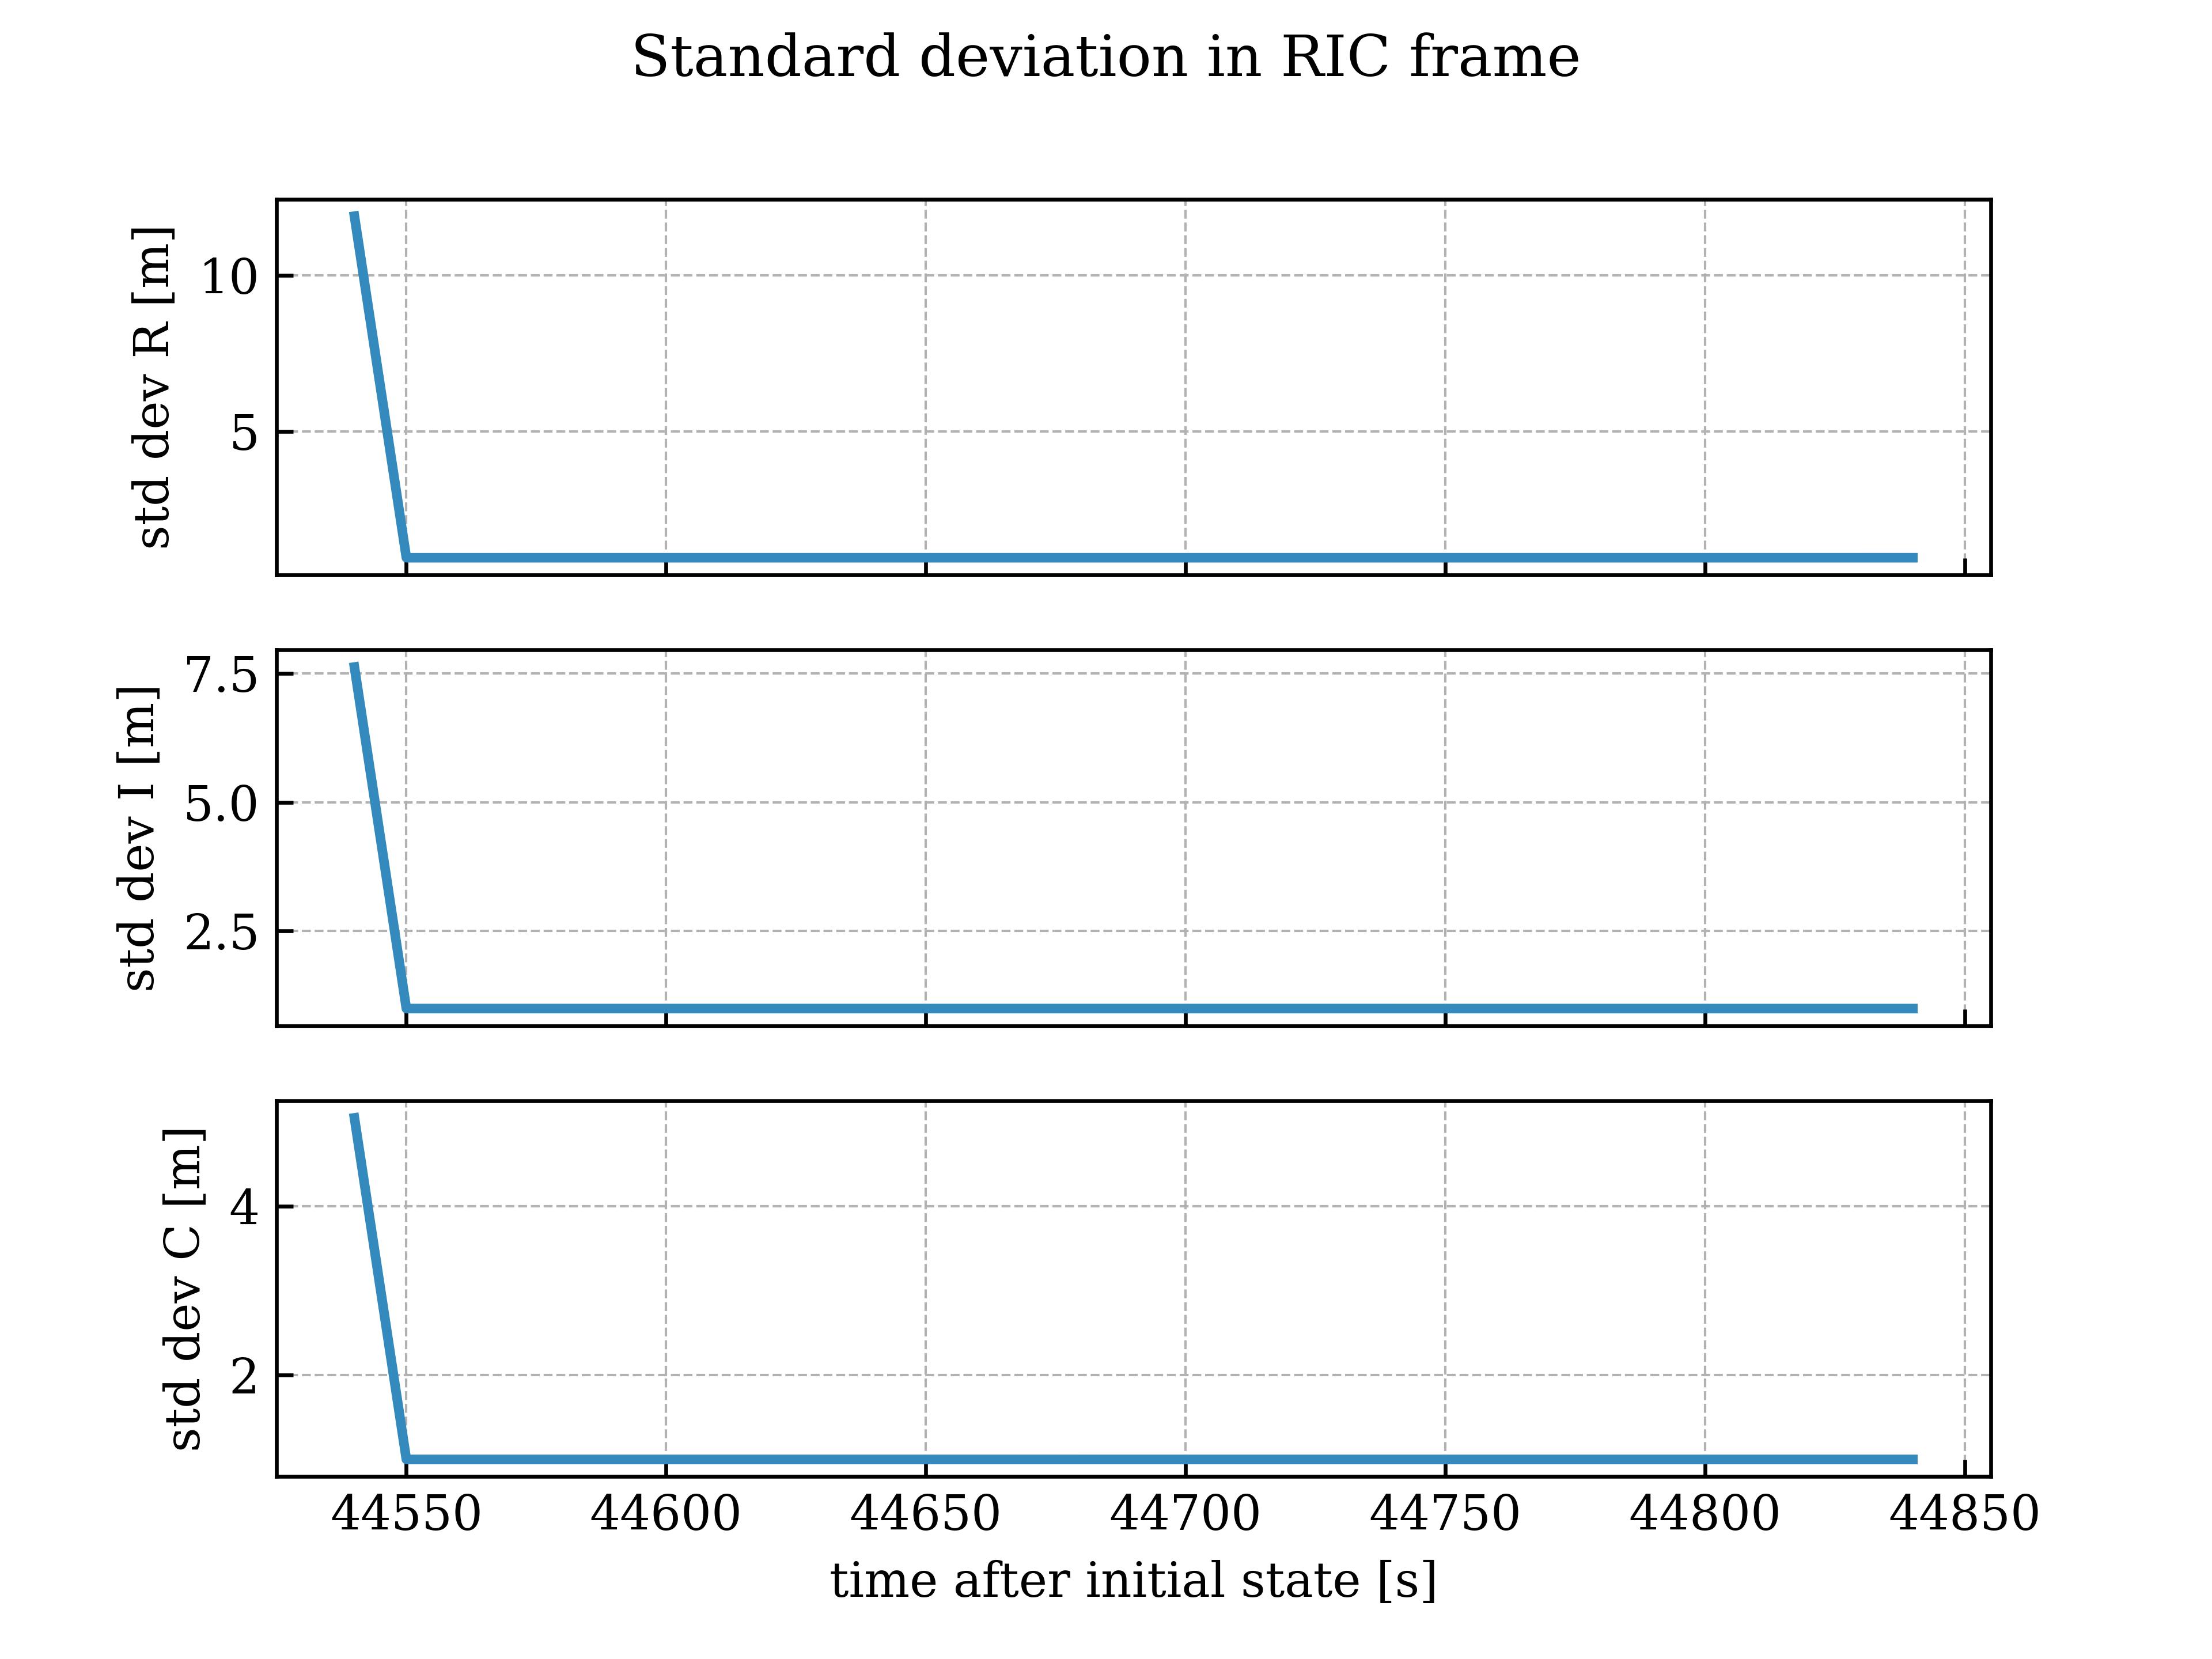 Standard deviation in RIC frame
std dev R [m]
10
5
std dev I [m]
7.5
5.0
2.5
std dev C [m]
4
2
44550 44600 44650 44700 44750 44800 44850
time after initial state [s]